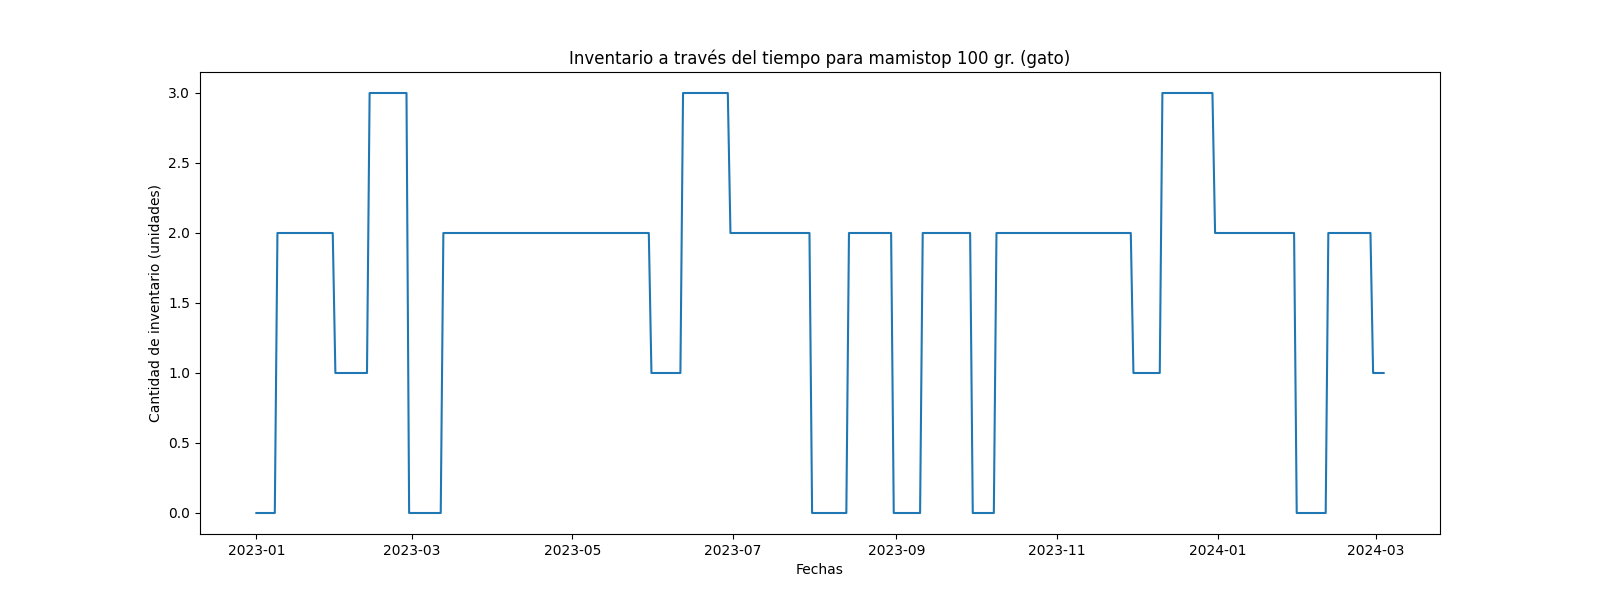 Inventario a través del tiempo para mamistop 100 gr. (gato)
Cantidad de inventario (unidades)
3.0
2.5
2.0
1.5
1.0
0.5
0.0
2023-01 2023-03 2023-05 2023-07 2023-09 2023-11 2024-01 2024-03
Fechas